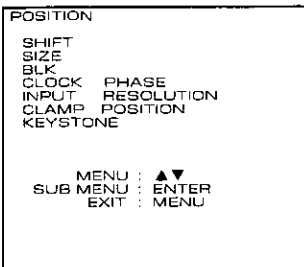 POSITION
SHIFT
SIZE
BLK
CLOCK PHASE
INPUT RESOLUTION
CLAMP POSITION
KEYSTONE
MENU : ▲▼
SUB MENU : ENTER
EXIT : MENU